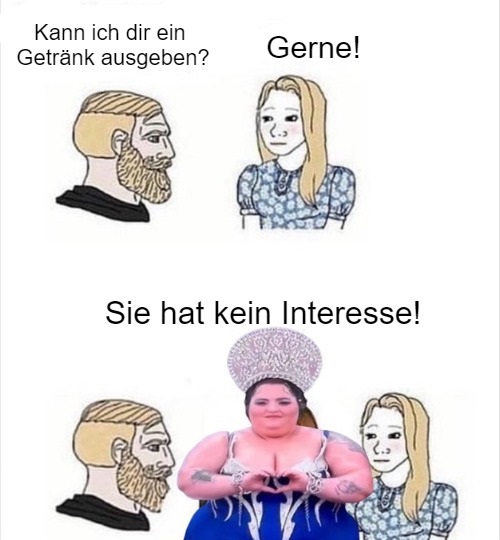 Kann ich dir ein
Getränk ausgeben?
Gerne!
Sie hat kein Interesse!